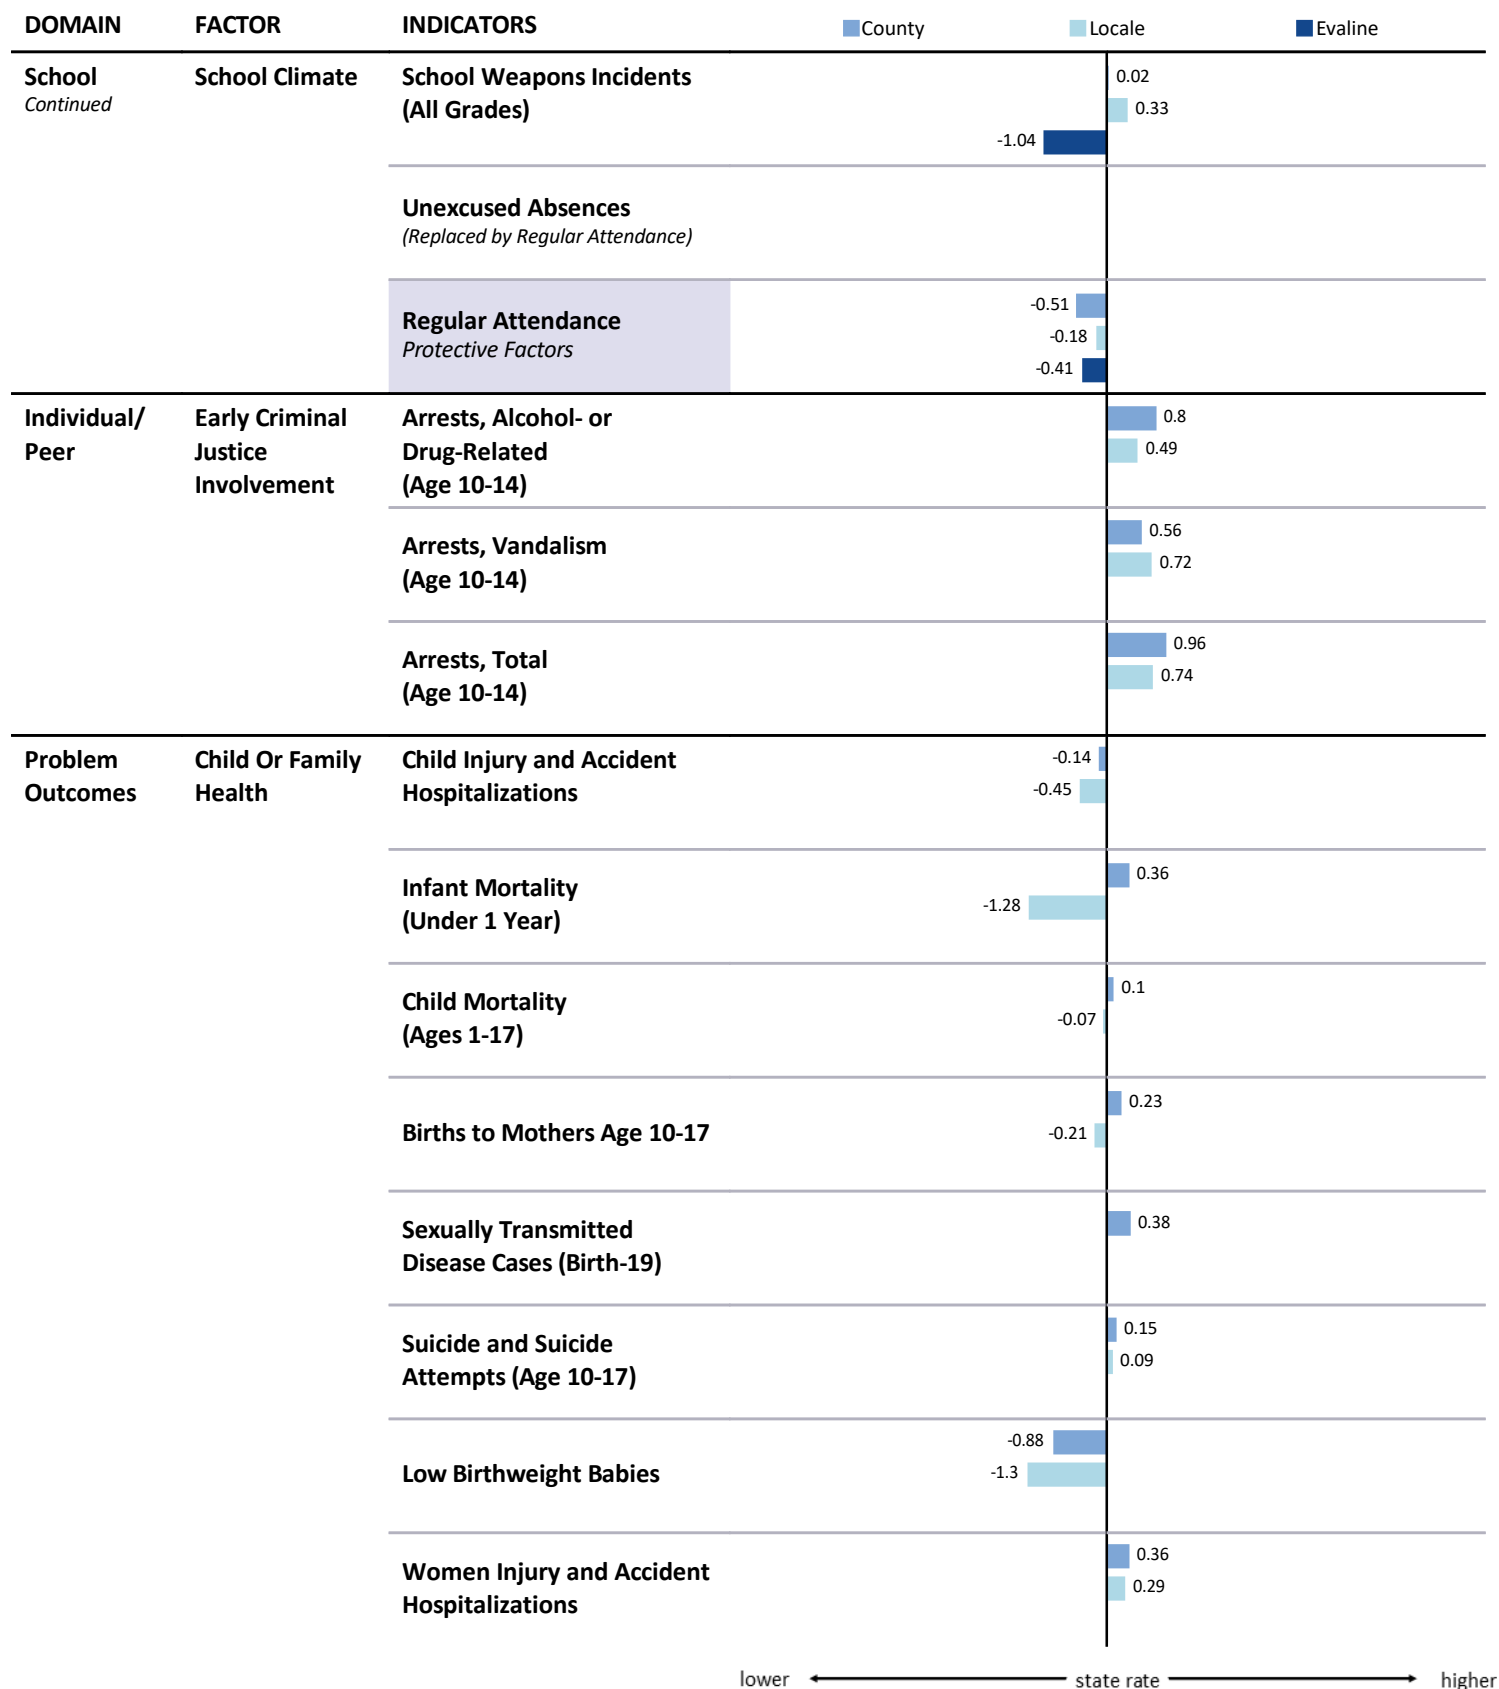 DOMAIN FACTOR INDICATORS County Locale Evaline
School School Climate School Weapons Incidents 0.02
Continued (All Grades) 0.33
-1.04
Unexcused Absences
(Replaced by Regular Attendance)
-0.51
Regular Attendance -0.18
Protective Factors -0.41
Individual/ Early Criminal Arrests, Alcohol- or 0.8
Peer Justice Drug-Related 0.49
Involvement (Age 10-14)
0.56
Arrests, Vandalism 0.72
(Age 10-14)
0.96
Arrests, Total 0.74
(Age 10-14)
Problem Child Or Family Child Injury and Accident -0.14
Outcomes Health Hospitalizations -0.45
0.36
Infant Mortality -1.28
(Under 1 Year)
0.1
Child Mortality -0.07
(Ages 1-17)
0.23
Births to Mothers Age 10-17 -0.21
Sexually Transmitted 0.38
Disease Cases (Birth-19)
0.15
Suicide and Suicide 0.09
Attempts (Age 10-17)
-0.88
Low Birthweight Babies -1.3
0.36
Women Injury and Accident 0.29
Hospitalizations
lower state rate higher